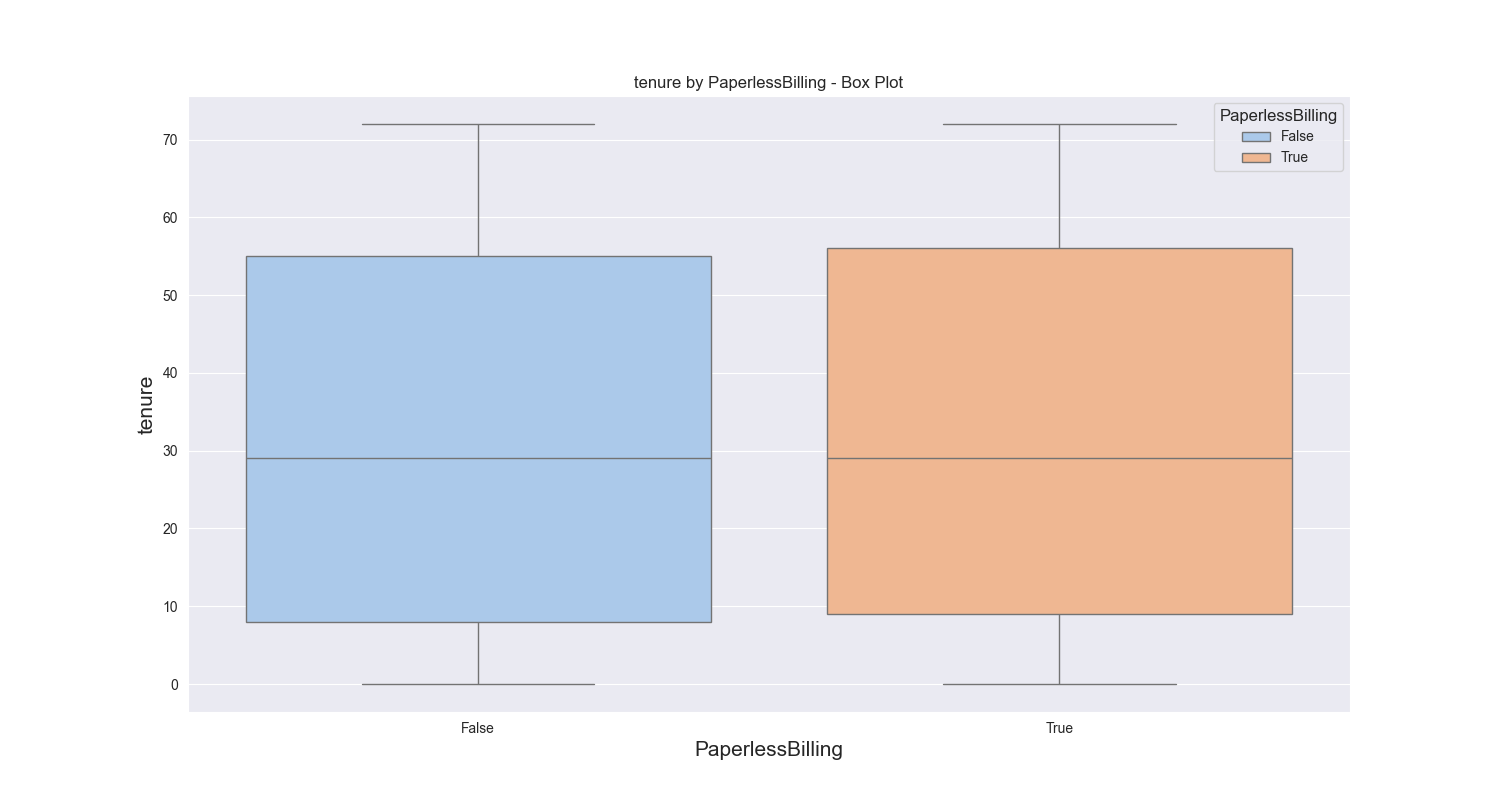 tenure by PaperlessBilling - Box Plot
PaperlessBilling
False
True
70
60
50
40
30
20
10
0
tenure
False
True
PaperlessBilling